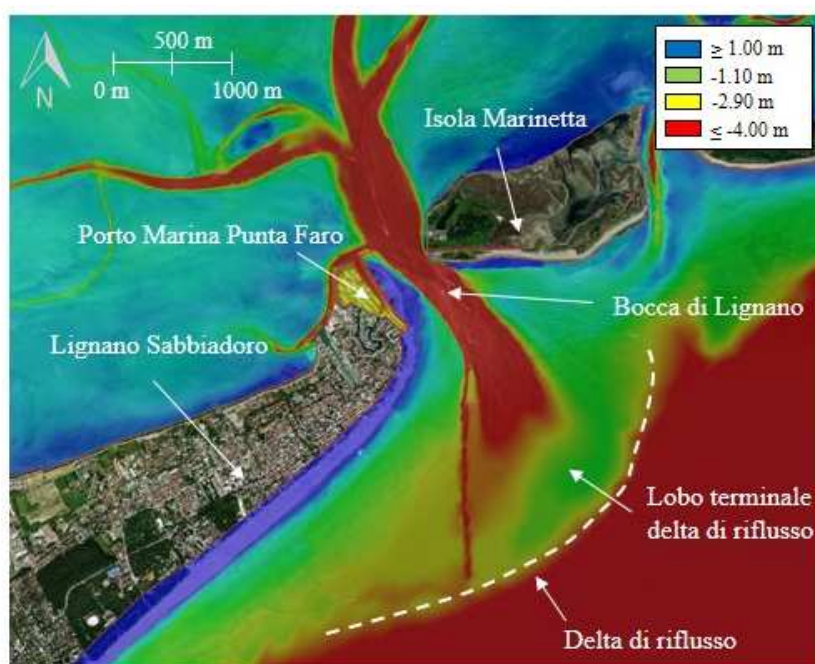 500 m
0 m
1000 m
N
≥ 1.00 m
-1.10 m
-2.90 m
≤ -4.00 m
Isola Marinetta
Porto Marina Punta Faro
Bocca di Lignano
Lignano Sabbiadoro
Lobo terminale
delta di riflusso
Delta di riflusso